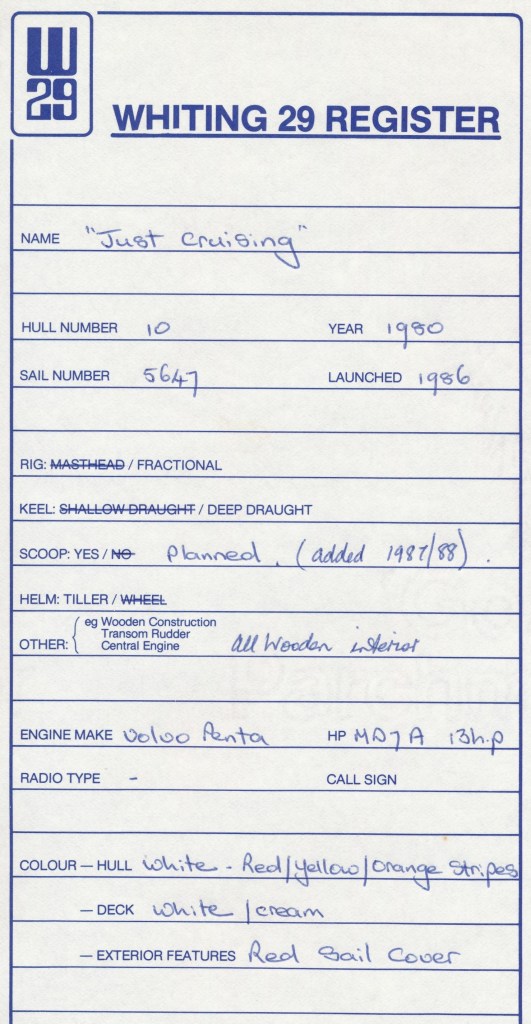 W
29
WHITING 29 REGISTER
NAME "Just Cruising"
HULL NUMBER 10 YEAR 1980
SAIL NUMBER 5647 LAUNCHED 1986
RIG: MASTHEAD / FRACTIONAL
KEEL: SHALLOW DRAUGHT / DEEP DRAUGHT
SCOOP: YES / NO Planned. (added 1987/88).
HELM: TILLER / WHEEL
eg Wooden Construction
Transom Rudder
OTHER: { Central Engine All Wooden interior
ENGINE MAKE Volvo Penta HP MD7A 13h.p
RADIO TYPE - CALL SIGN
COLOUR — HULL White - Red/Yellow/Orange Stripes
— DECK White / cream
— EXTERIOR FEATURES Red Sail Cover